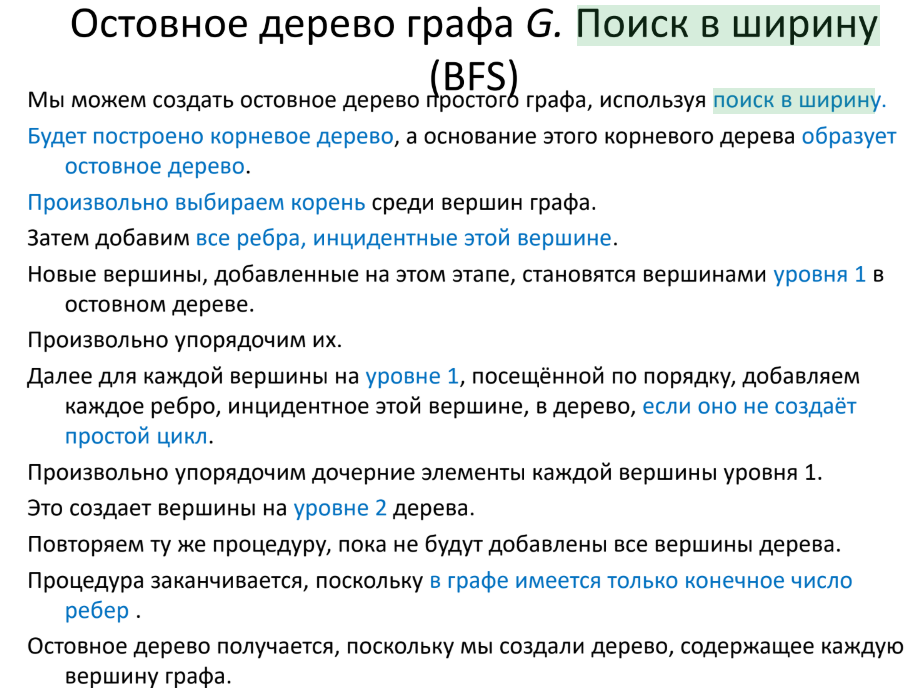 Остовное дерево графа G. Поиск в ширину
(BFS)
Мы можем создать остовное дерево простого графа, используя поиск в ширину.
Будет построено корневое дерево, а основание этого корневого дерева образует
остовное дерево.
Произвольно выбираем корень среди вершин графа.
Затем добавим все ребра, инцидентные этой вершине.
Новые вершины, добавленные на этом этапе, становятся вершинами уровня 1 в
остовном дереве.
Произвольно упорядочим их.
Далее для каждой вершины на уровне 1, посещённой по порядку, добавляем
каждое ребро, инцидентное этой вершине, в дерево, если оно не создаёт
простой цикл.
Произвольно упорядочим дочерние элементы каждой вершины уровня 1.
Это создает вершины на уровне 2 дерева.
Повторяем ту же процедуру, пока не будут добавлены все вершины дерева.
Процедура заканчивается, поскольку в графе имеется только конечное число
ребер .
Остовное дерево получается, поскольку мы создали дерево, содержащее каждую
вершину графа.